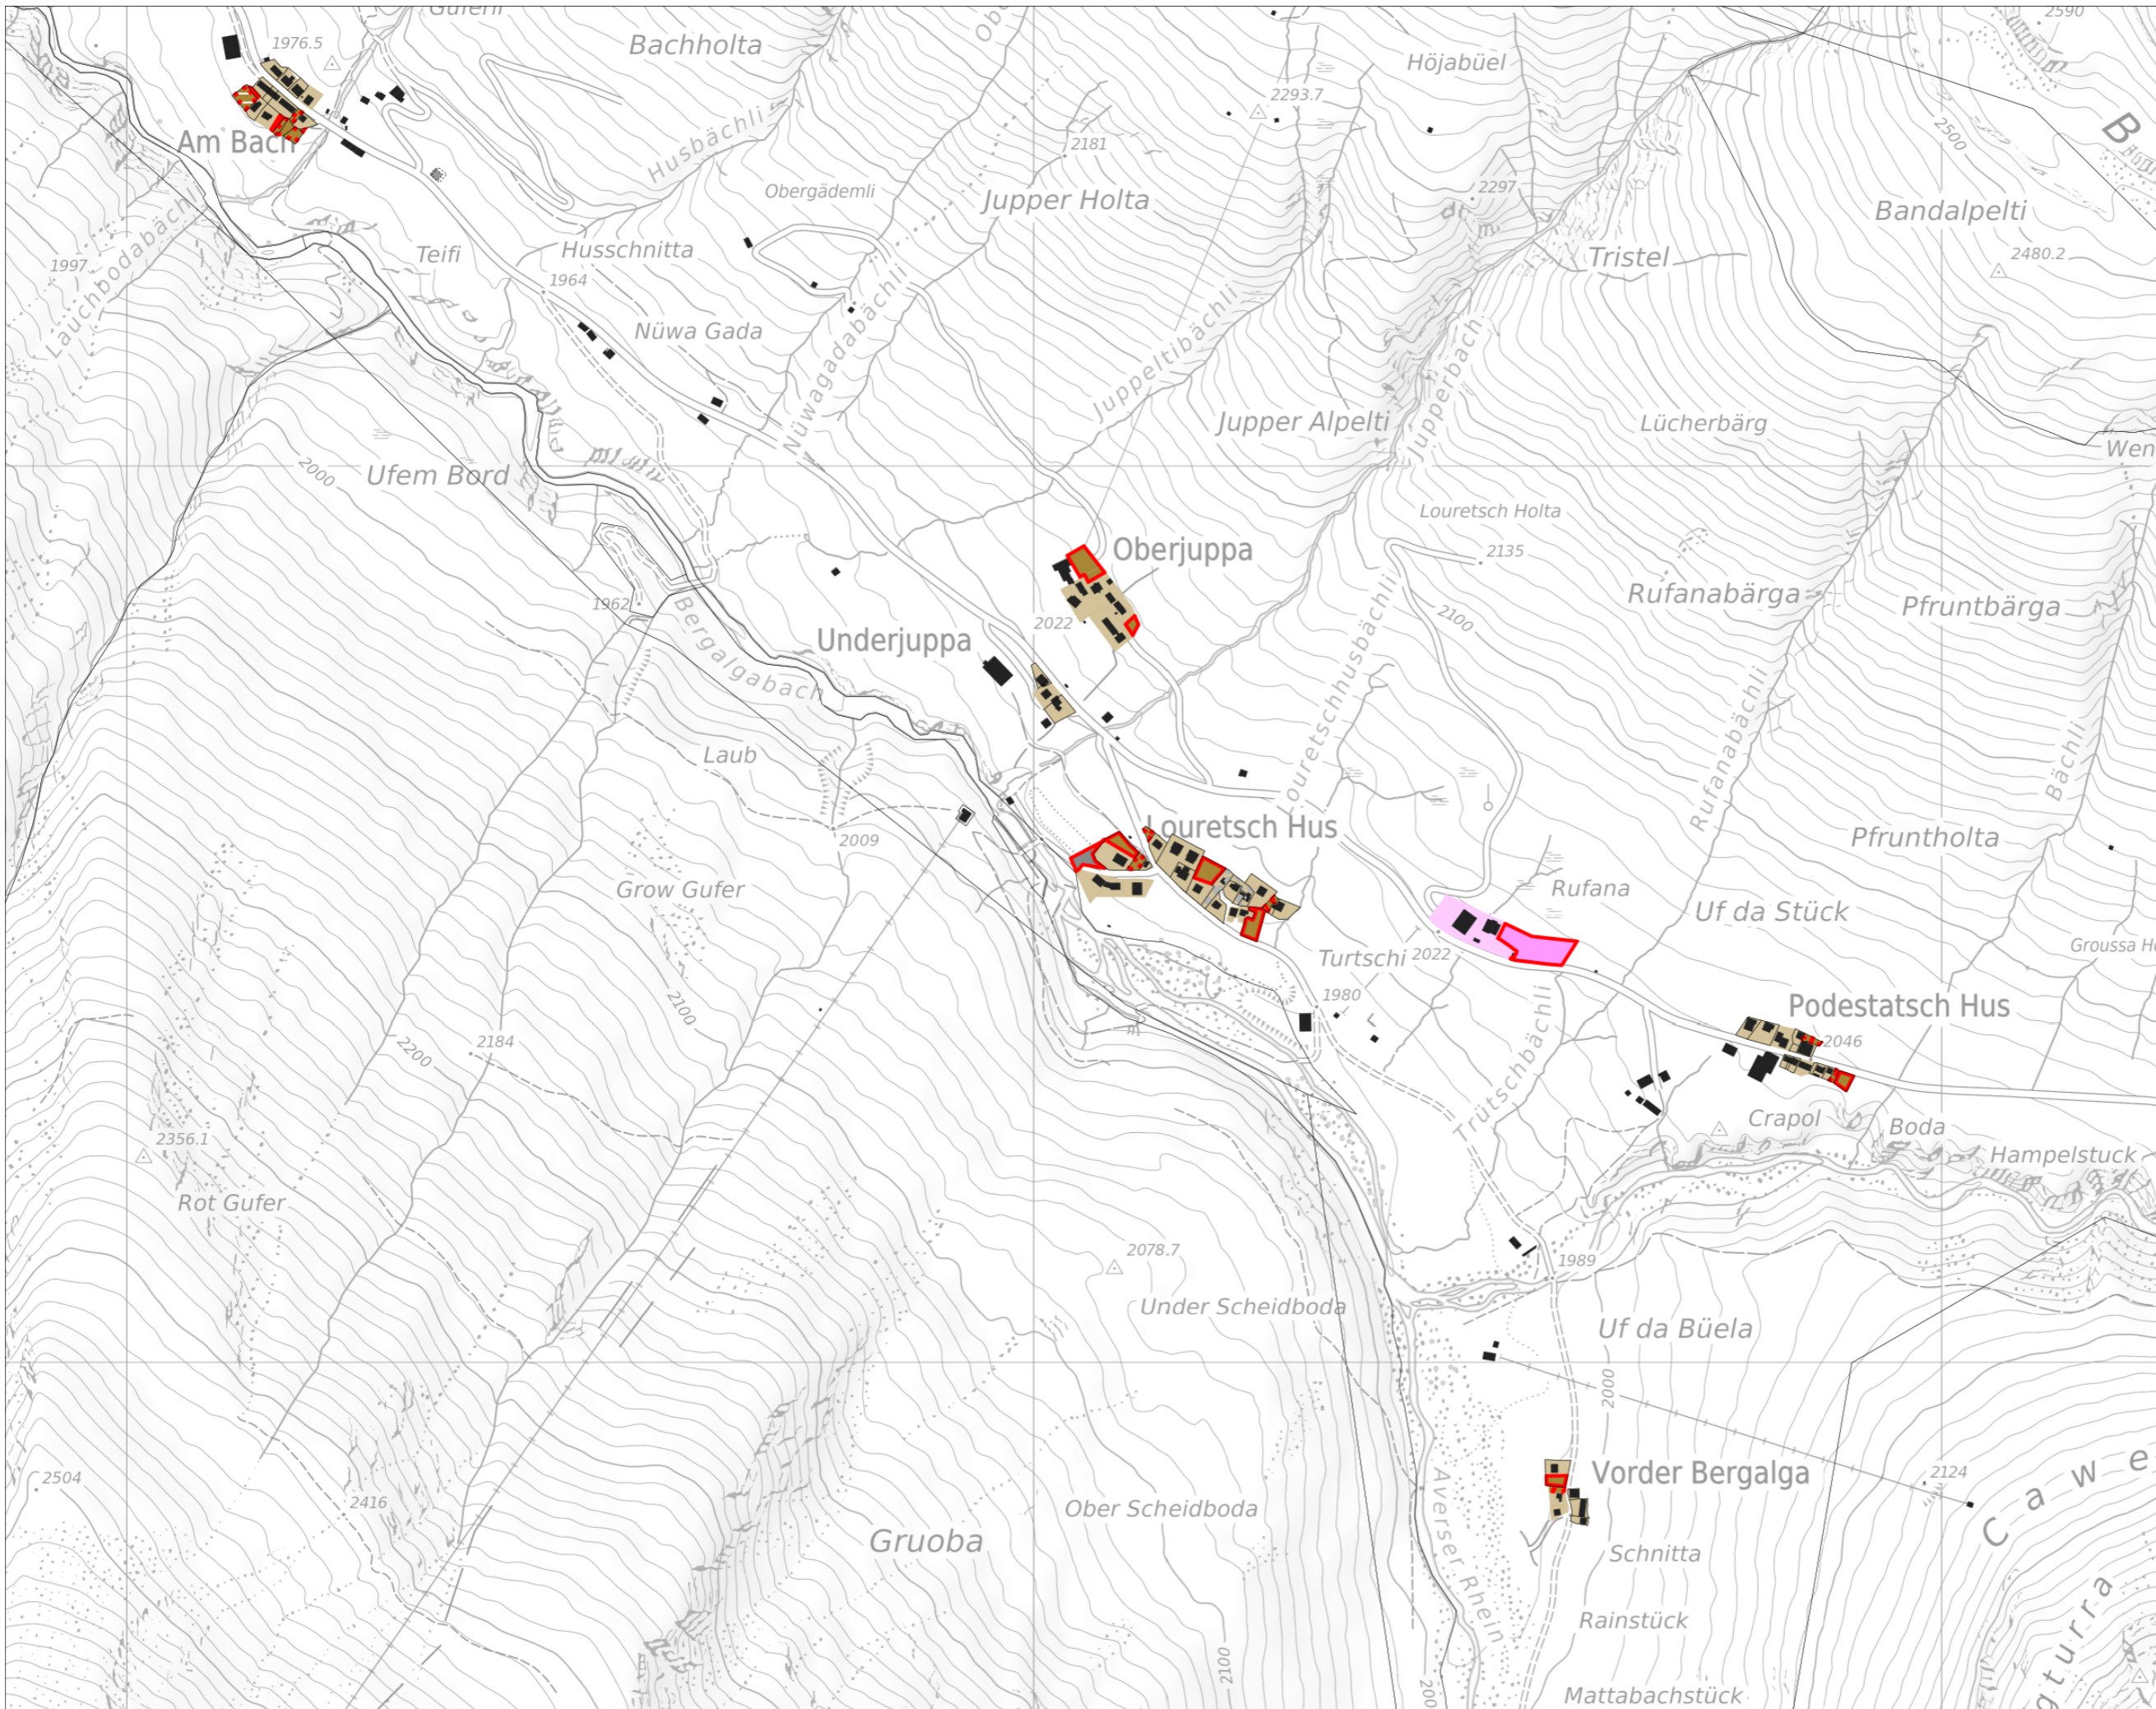 Guferli
1976.5
Bachholta
2590
Höjabüel
2293.7
2500
B
Am Bach
Husbächli
2181
Obergädemli
Jupper Holta
2297
Bandalpelti
Lauchbodabach
1997
Teifi
Husschnitta
Tristel
2480.2
1964
Nüwa Gada
Nüwagadabächli
Juppeltibächli
Jupperbach
Jupper Alpelti
Lücherbärg
Wen
2000
Ufem Bord
Louretsch Holta
2135
Oberjuppa
1962
Bergalgabach
2022
Underjuppa
Louretschhusbächli
2100
Rufanabärga
Pfruntbärga
Rufanabächli
Bächli
Laub
2009
Louretsch Hus
Pfruntholta
Grow Gufer
Rufana
Uf da Stück
Groussa H
2100
Turtschi
2022
1980
Podestatsch Hus
2184
2200
2046
Trütschbächli
2356.1
Crapol
Boda
Hampelstuck
Rot Gufer
2078.7
1989
Under Scheidboda
Uf da Büela
2000
2504
2416
Vorder Bergalga
2124
Cawe
Ober Scheidboda
Averser Rhein
Gruoba
Schnitta
Rainstück
gturra
2100
200
Mattabachstück